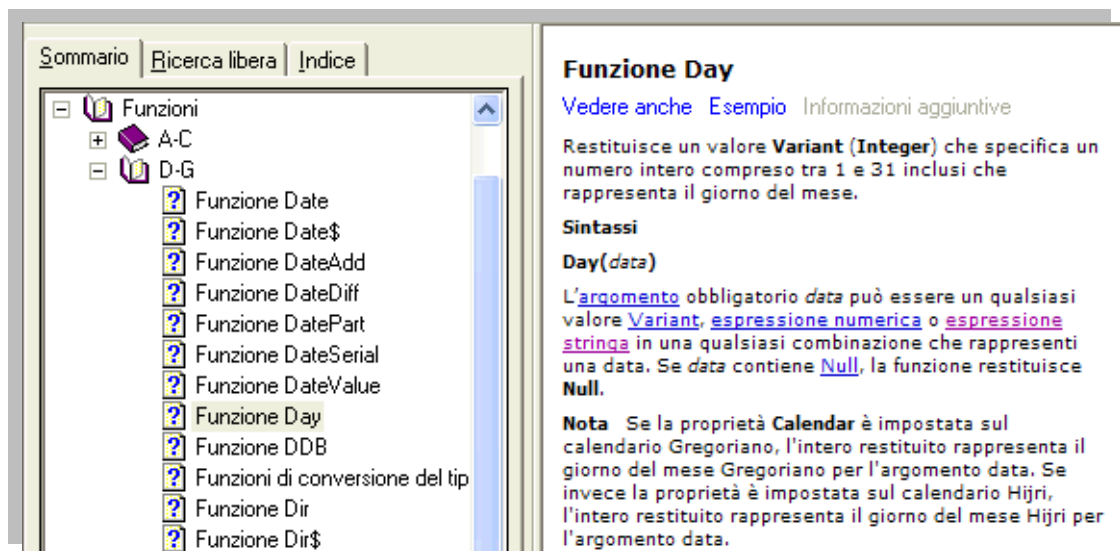 Sommario Ricerca libera Indice
Funzioni
A-C
D-G
Funzione Date
Funzione Date$
Funzione DateAdd
Funzione DateDiff
Funzione DatePart
Funzione DateSerial
Funzione DateValue
Funzione Day
Funzione DDB
Funzioni di conversione del tip
Funzione Dir
Funzione Dir$
Funzione Day
Vedere anche Esempio Informazioni aggiuntive
Restituisce un valore Variant (Integer) che specifica un
numero intero compreso tra 1 e 31 inclusi che
rappresenta il giorno del mese.
Sintassi
Day(data)
L'argomento obbligatorio data può essere un qualsiasi
valore Variant, espressione numerica o espressione
stringa in una qualsiasi combinazione che rappresenti
una data. Se data contiene Null, la funzione restituisce
Null.
Nota Se la proprietà Calendar è impostata sul
calendario Gregoriano, l'intero restituito rappresenta il
giorno del mese Gregoriano per l'argomento data. Se
invece la proprietà è impostata sul calendario Hijri,
l'intero restituito rappresenta il giorno del mese Hijri per
l'argomento data.